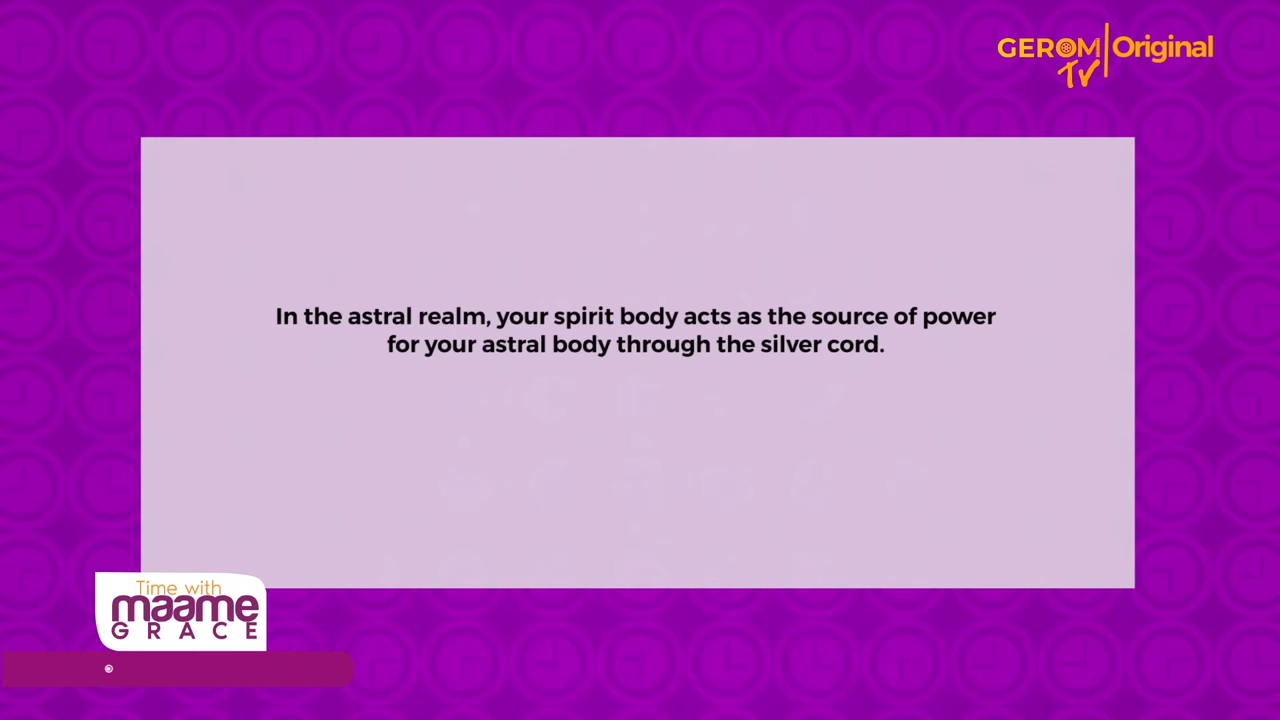 GEROM TV | Original
In the astral realm, your spirit body acts as the source of power
for your astral body through the silver cord.
Time with
maame
GRACE